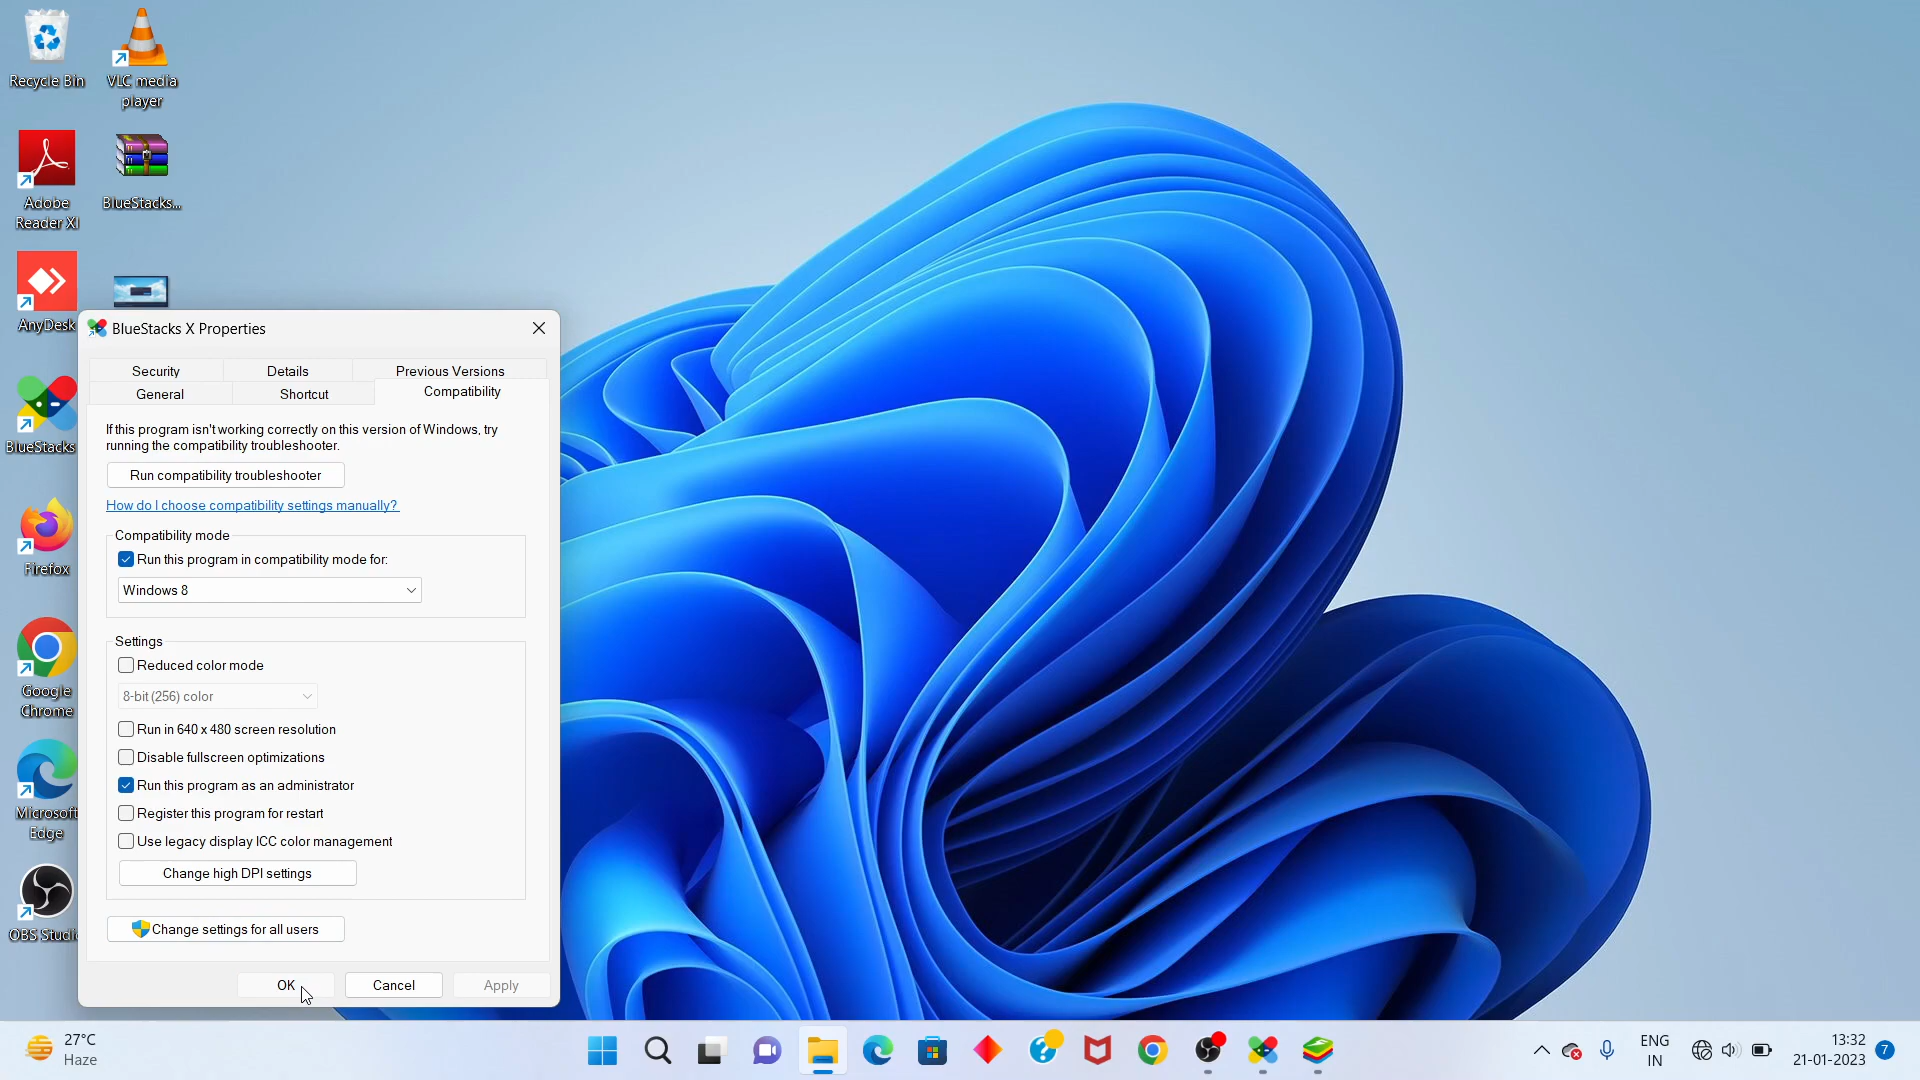 Recycle Bin
VLC media
player
Adobe
Reader XI
BlueStacks...
AnyDesk
BlueStacks
Firefox
Google
Chrome
Microsoft
Edge
OBS Studi
BlueStacks X Properties
Security
Details
Previous Versions
General
Shortcut
Compatibility
If this program isn't working correctly on this version of Windows, try
running the compatibility troubleshooter.
Run compatibility troubleshooter
How do I choose compatibility settings manually?
Compatibility mode
Run this program in compatibility mode for:
Windows 8
Settings
Reduced color mode
8-bit (256) color
Run in 640 x 480 screen resolution
Disable fullscreen optimizations
Run this program as an administrator
Register this program for restart
Use legacy display ICC color management
Change high DPI settings
Change settings for all users
OK
Cancel
Apply
27°C
Haze
ENG
IN
13:32
21-01-2023
7